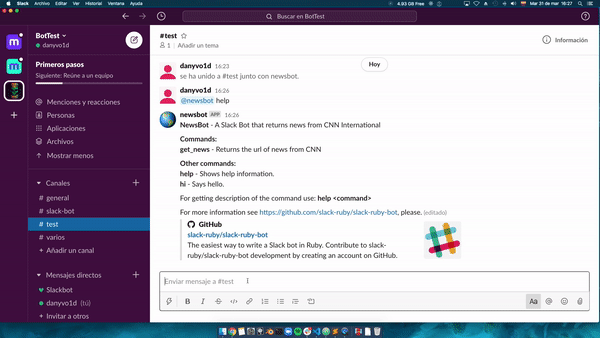 Slack Archivo Editar Ver Historial Ventana Ayuda
4.93 GB Free
Mar 31 de mar 16:27
Buscar en BotTest
BotTest
danyvo1d
Primeros pasos
Siguiente: Reúne a un equipo
Menciones y reacciones
Personas
Aplicaciones
Archivos
Mostrar menos
Canales
# general
# slack-bot
# test
# varios
+ Añadir un canal
Mensajes directos
Slackbot
danyvo1d (tú)
+ Invitar a otros
#test
1 | Añadir un tema
Información
Hoy
danyvo1d 16:23
se ha unido a #test junto con newsbot.
danyvo1d 16:26
@newsbot help
newsbot APP 16:26
NewsBot - A Slack Bot that returns news from CNN International
Commands:
get_news - Returns the url of news from CNN
Other commands:
help - Shows help information.
hi - Says hello.
For getting description of the command use: help <command>
For more information see https://github.com/slack-ruby/slack-ruby-bot, please. (editado)
GitHub
slack-ruby/slack-ruby-bot
The easiest way to write a Slack bot in Ruby. Contribute to slack-
ruby/slack-ruby-bot development by creating an account on GitHub.
Enviar mensaje a #test
B I S
Aa @